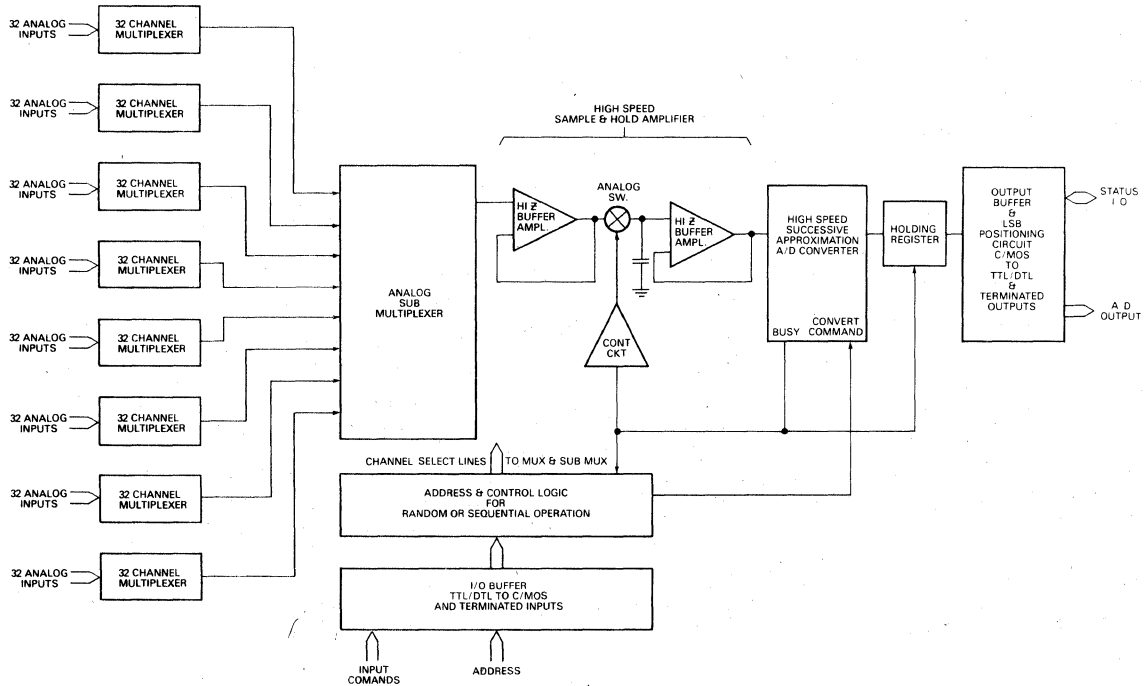 32 ANALOG
INPUTS
32 CHANNEL
MULTIPLEXER
32 ANALOG
INPUTS
32 CHANNEL
MULTIPLEXER
32 ANALOG
INPUTS
32 CHANNEL
MULTIPLEXER
32 ANALOG
INPUTS
32 CHANNEL
MULTIPLEXER
32 ANALOG
INPUTS
32 CHANNEL
MULTIPLEXER
32 ANALOG
INPUTS
32 CHANNEL
MULTIPLEXER
32 ANALOG
INPUTS
32 CHANNEL
MULTIPLEXER
32 ANALOG
INPUTS
32 CHANNEL
MULTIPLEXER
ANALOG
SUB
MULTIPLEXER
HIGH SPEED
SAMPLE & HOLD AMPLIFIER
HI Z
BUFFER
AMPL.
ANALOG
SW.
HI Z
BUFFER
AMPL.
CONT
CKT
HIGH SPEED
SUCCESSIVE
APPROXIMATION
A/D CONVERTER
BUSY
CONVERT
COMMAND
HOLDING
REGISTER
OUTPUT
BUFFER
&
LSB
POSITIONING
CIRCUIT
C/MOS
TO
TTL/DTL
&
TERMINATED
OUTPUTS
STATUS
I O
A D
OUTPUT
CHANNEL SELECT LINES TO MUX & SUB MUX
ADDRESS & CONTROL LOGIC
FOR
RANDOM OR SEQUENTIAL OPERATION
I/O BUFFER
TTL/DTL TO C/MOS
AND TERMINATED INPUTS
INPUT
COMANDS
ADDRESS